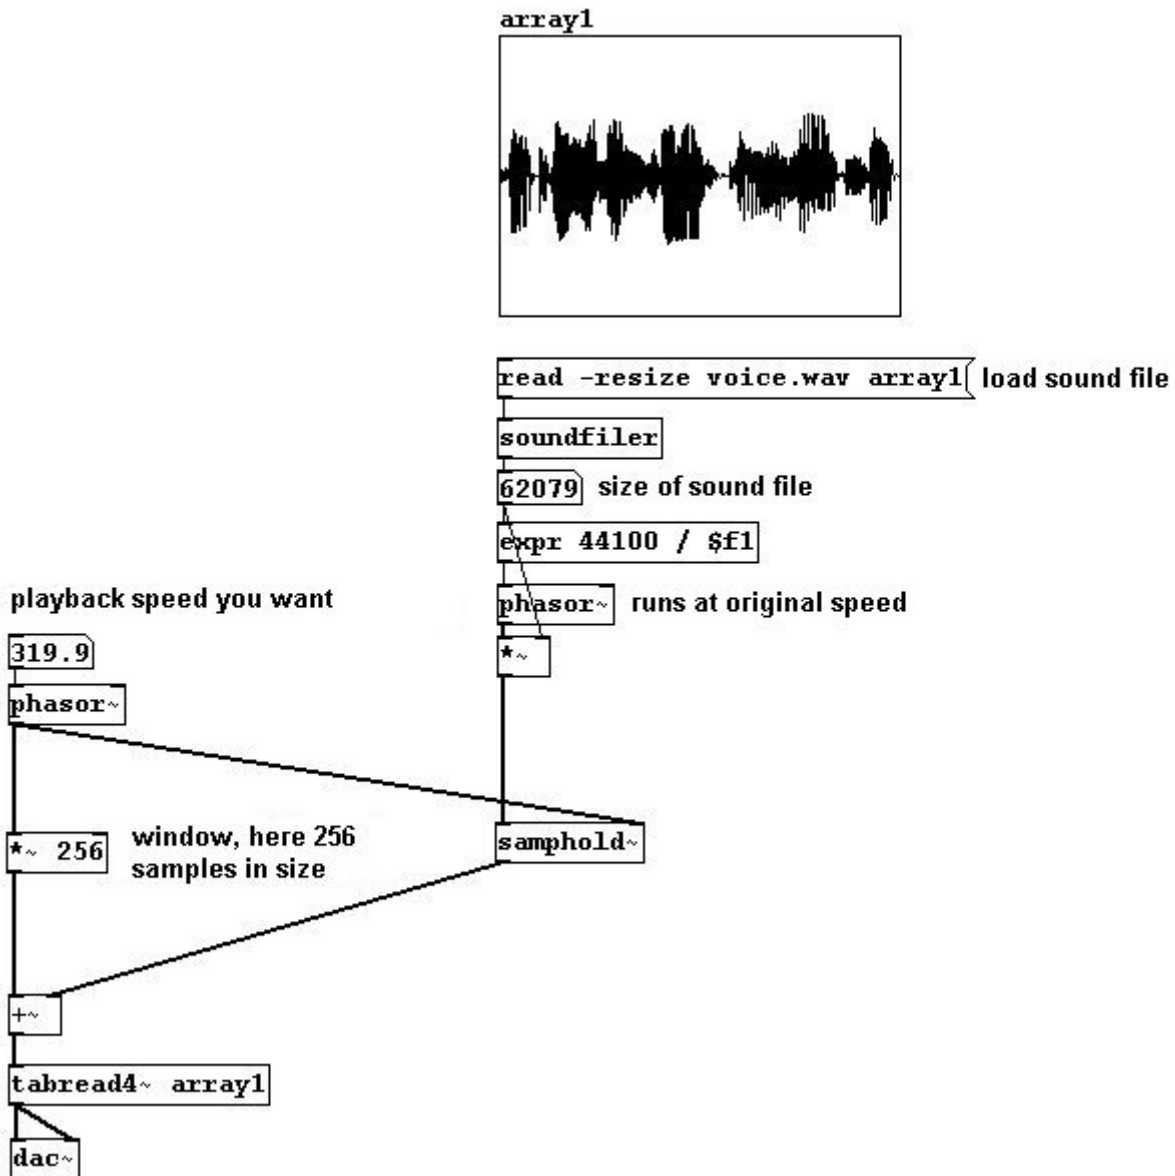 array1
read -resize voice.wav array1
load sound file
soundfiler
62079
size of sound file
expr 44100 / $f1
playback speed you want
phasor~
runs at original speed
319.9
*~
phasor~
*~ 256
window, here 256
samples in size
samphold~
+~
tabread4~ array1
dac~